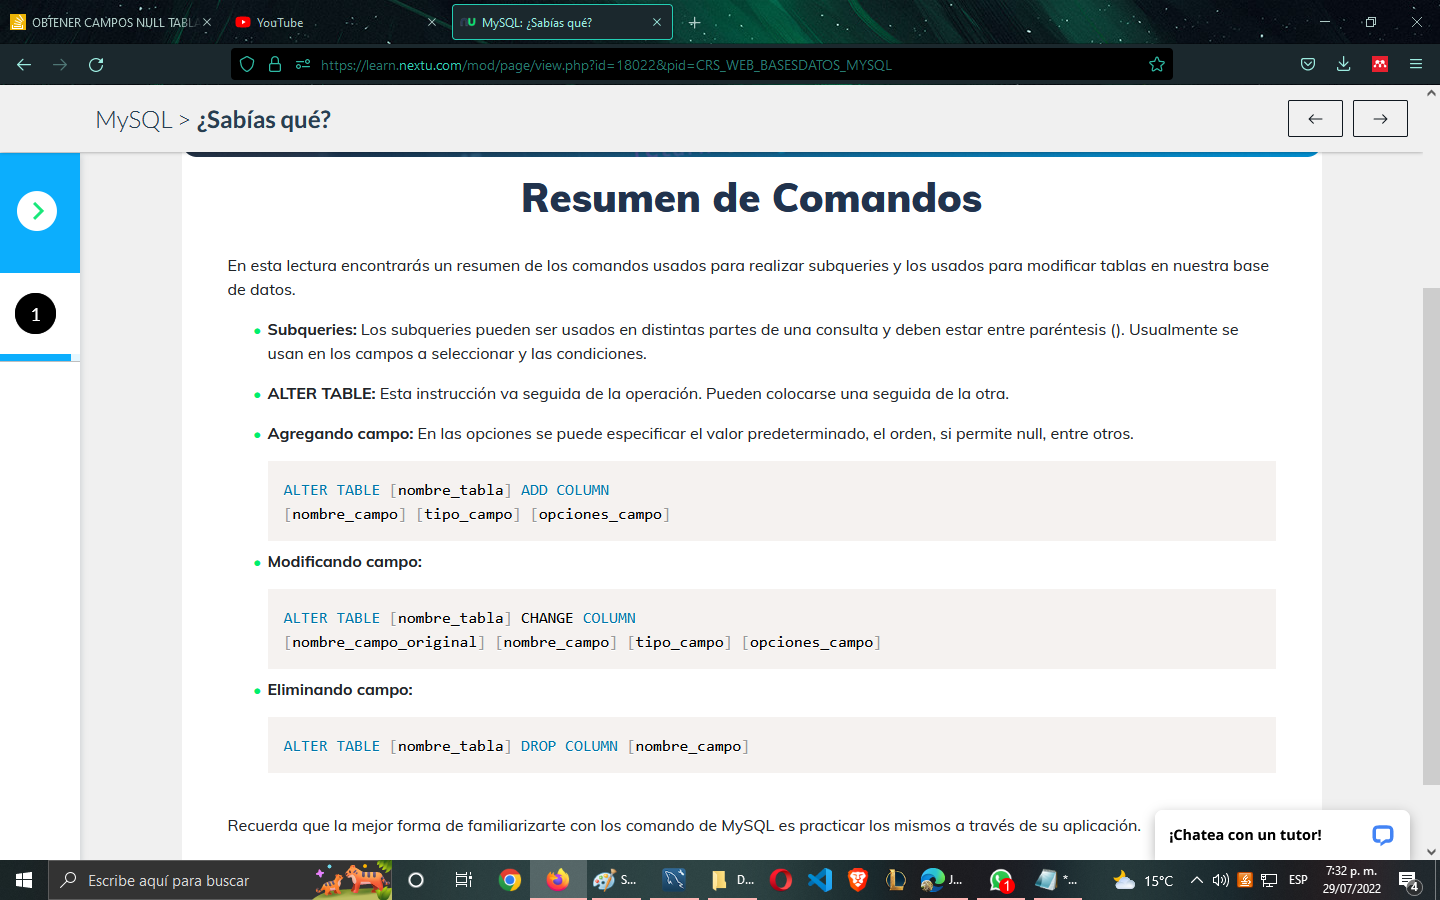 OBTENER CAMPOS NULL TABLA
YouTube
MySQL: ¿Sabías qué?
https://learn.nextu.com/mod/page/view.php?id=18022&pid=CRS_WEB_BASESDATOS_MYSQL
MySQL > ¿Sabías qué?
1
Resumen de Comandos
En esta lectura encontrarás un resumen de los comandos usados para realizar subqueries y los usados para modificar tablas en nuestra base
de datos.
Subqueries: Los subqueries pueden ser usados en distintas partes de una consulta y deben estar entre paréntesis (). Usualmente se
usan en los campos a seleccionar y las condiciones.
ALTER TABLE: Esta instrucción va seguida de la operación. Pueden colocarse una seguida de la otra.
Agregando campo: En las opciones se puede especificar el valor predeterminado, el orden, si permite null, entre otros.
ALTER TABLE [nombre_tabla] ADD COLUMN
[nombre_campo] [tipo_campo] [opciones_campo]
Modificando campo:
ALTER TABLE [nombre_tabla] CHANGE COLUMN
[nombre_campo_original] [nombre_campo] [tipo_campo] [opciones_campo]
Eliminando campo:
ALTER TABLE [nombre_tabla] DROP COLUMN [nombre_campo]
Recuerda que la mejor forma de familiarizarte con los comando de MySQL es practicar los mismos a través de su aplicación.
¡Chatea con un tutor!
Escribe aquí para buscar
S...
D...
J...
1
*...
15°C
ESP
7:32 p. m.
29/07/2022
4